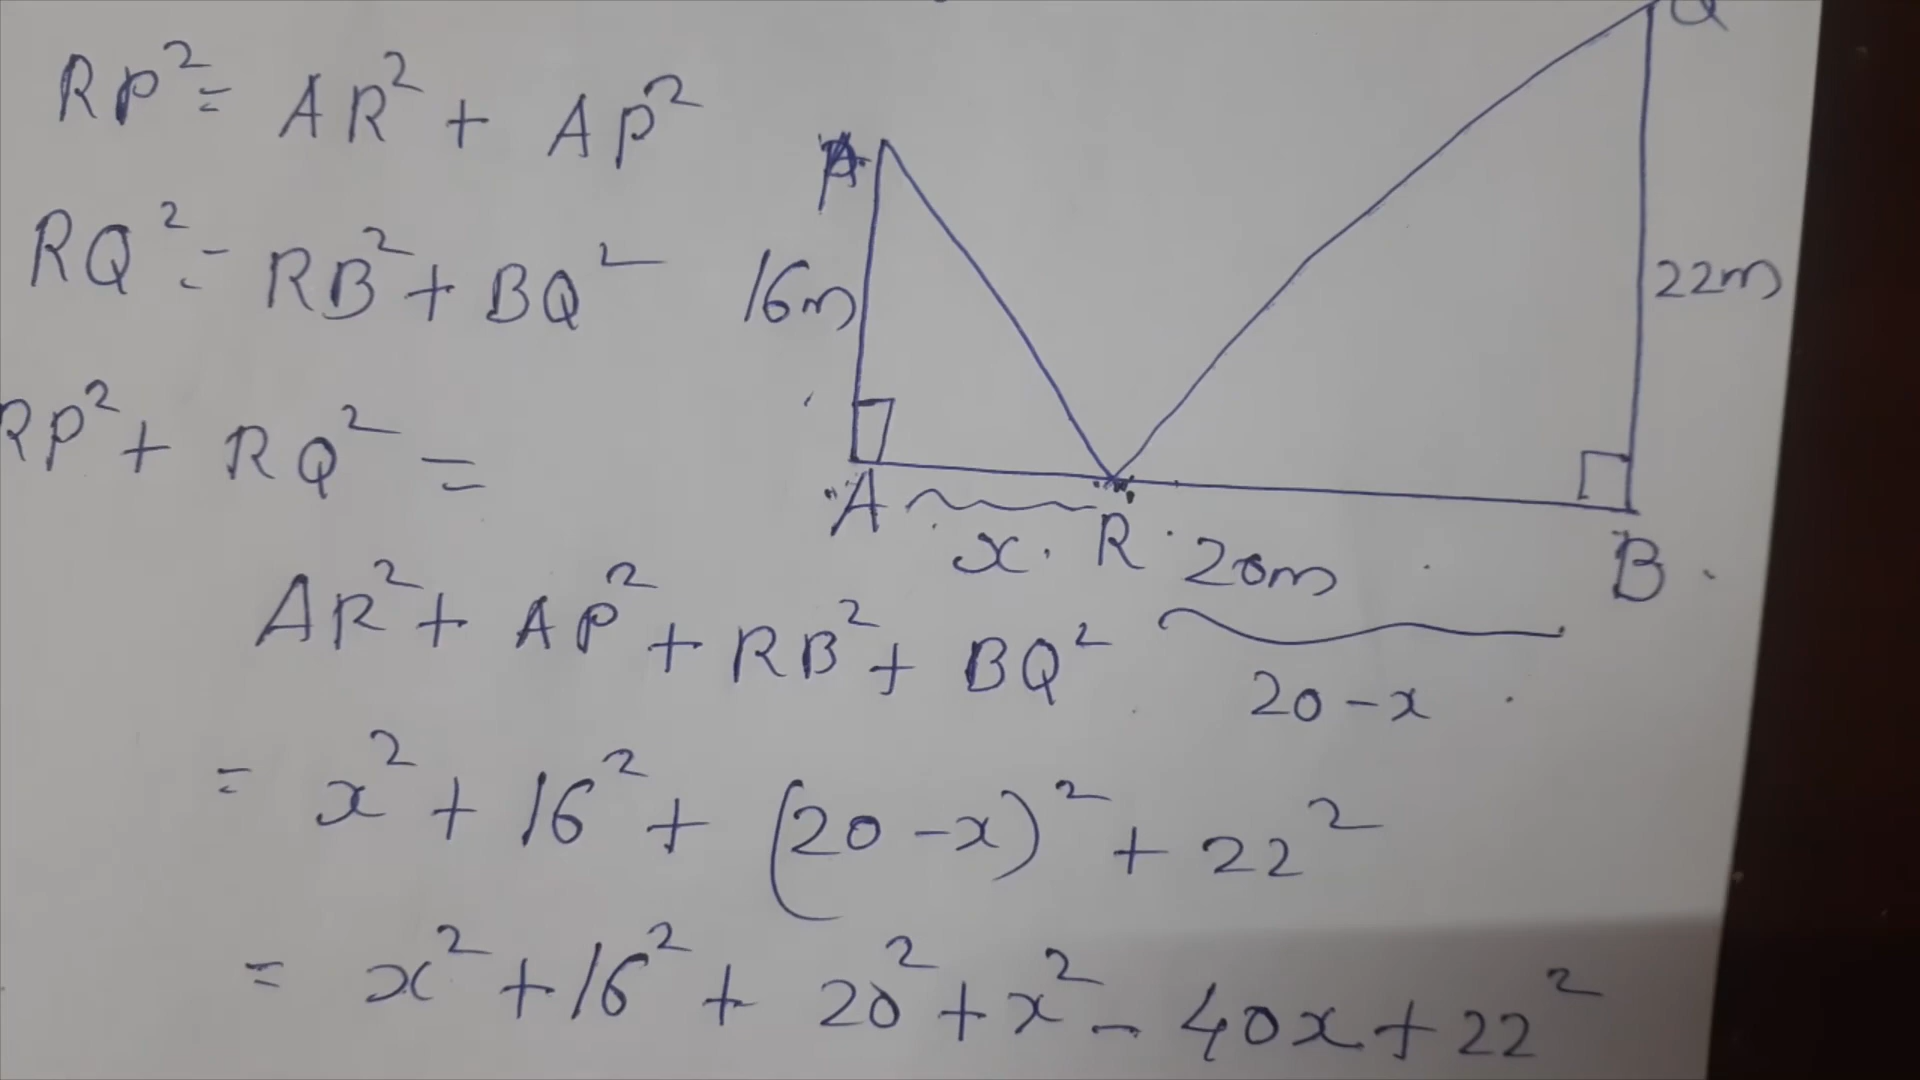 RP² = AR² + AP²
RQ² = RB² + BQ²
RP² + RQ² =
AR² + AP² + RB² + BQ²
= x² + 16² + (20 - x)² + 22²
= x² + 16² + 20² + x² - 40x + 22²
Q
16m
22m
A
x
R
20m
B
20 - x